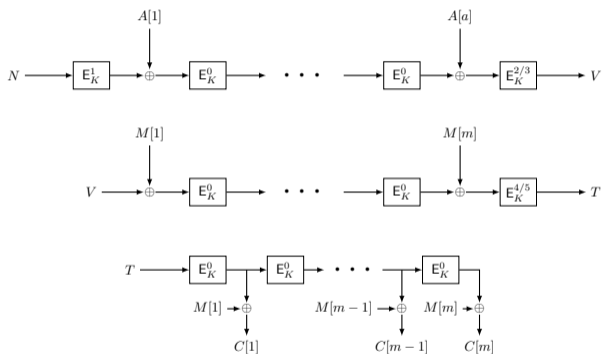 A[1] A[a]
N E_K^1 ⊕ E_K^0 • • • E_K^0 ⊕ E_K^{2/3} V
M[1] M[m]
V ⊕ E_K^0 • • • E_K^0 ⊕ E_K^{4/5} T
T E_K^0 E_K^0 • • • E_K^0
M[1] ⊕ M[m − 1] ⊕ M[m] ⊕
C[1] C[m − 1] C[m]